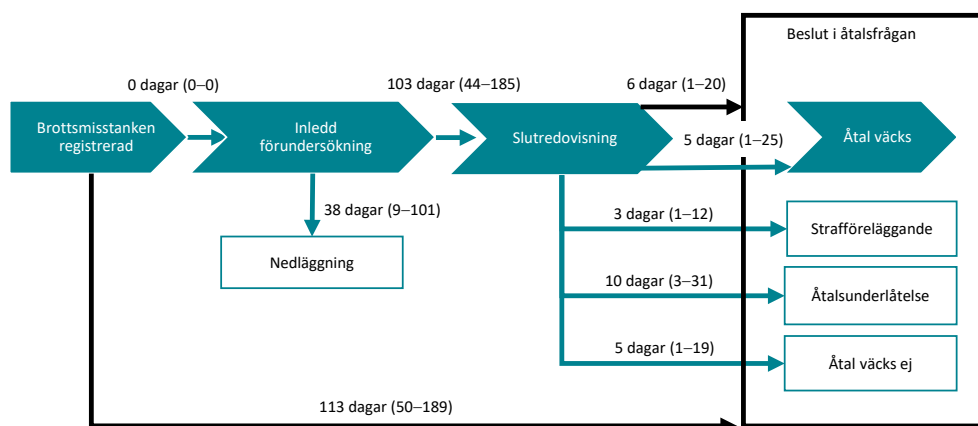 Beslut i åtalsfrågan
0 dagar (0–0)
103 dagar (44–185)
6 dagar (1–20)
Brottsmisstanken
registrerad
Inledd
förundersökning
Slutredovisning
5 dagar (1–25)
Åtal väcks
38 dagar (9–101)
Nedläggning
3 dagar (1–12)
Strafföreläggande
10 dagar (3–31)
Åtalsunderlåtelse
5 dagar (1–19)
Åtal väcks ej
113 dagar (50–189)